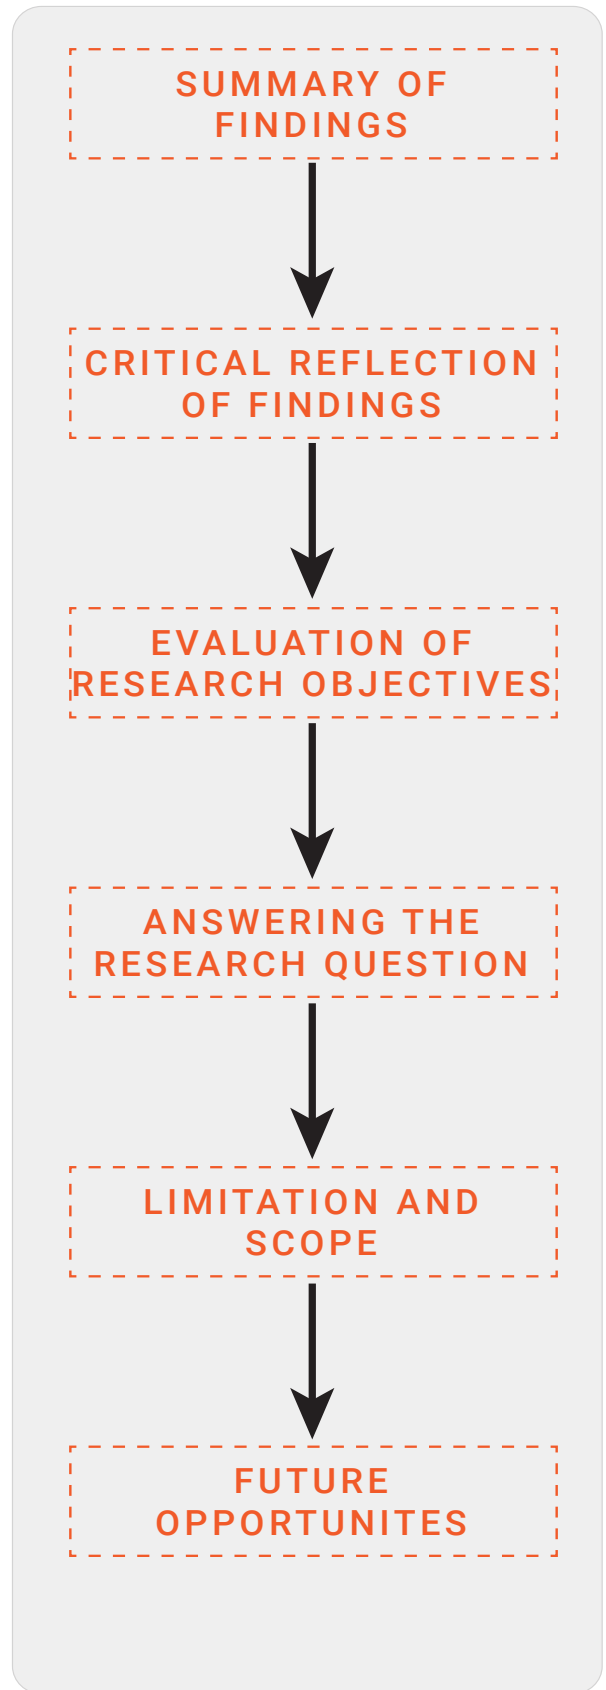 SUMMARY OF
FINDINGS
CRITICAL REFLECTION
OF FINDINGS
EVALUATION OF
RESEARCH OBJECTIVES
ANSWERING THE
RESEARCH QUESTION
LIMITATION AND
SCOPE
FUTURE
OPPORTUNITES